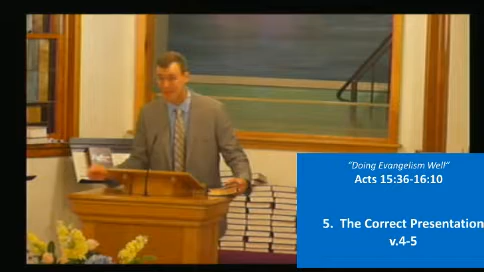 "Doing Evangelism Well"
Acts 15:36-16:10
5. The Correct Presentation
v.4-5